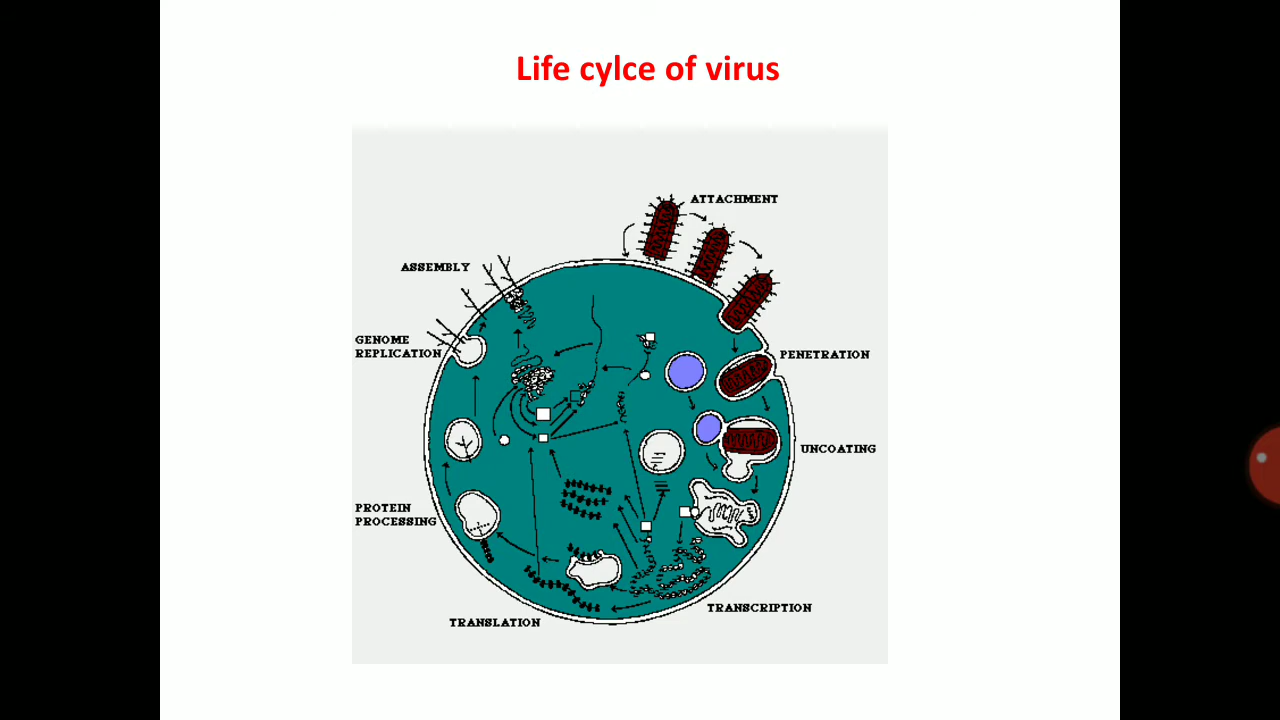 Life cylce of virus
ATTACHMENT
ASSEMBLY
GENOME
REPLICATION
PENETRATION
UNCOATING
PROTEIN
PROCESSING
TRANSCRIPTION
TRANSLATION